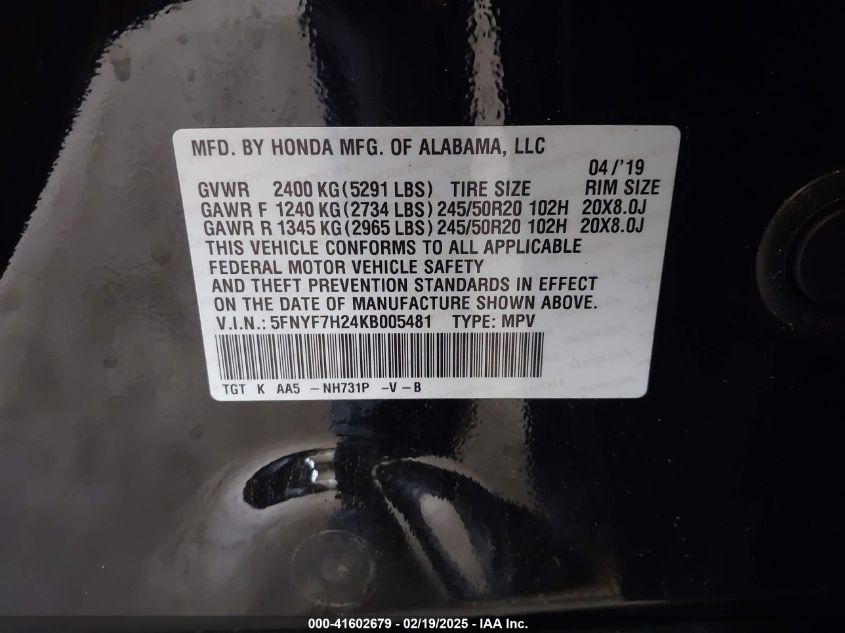 MFD. BY HONDA MFG. OF ALABAMA, LLC
04/'19
GVWR 2400 KG(5291 LBS) TIRE SIZE RIM SIZE
GAWR F 1240 KG(2734 LBS) 245/50R20 102H 20X8.0J
GAWR R 1345 KG(2965 LBS) 245/50R20 102H 20X8.0J
THIS VEHICLE CONFORMS TO ALL APPLICABLE
FEDERAL MOTOR VEHICLE SAFETY
AND THEFT PREVENTION STANDARDS IN EFFECT
ON THE DATE OF MANUFACTURE SHOWN ABOVE.
V.I.N.: 5FNYF7H24KB005481 TYPE: MPV
TGT K AA5 -NH731P -V-B
000-41602679 - 02/19/2025 - IAA Inc.